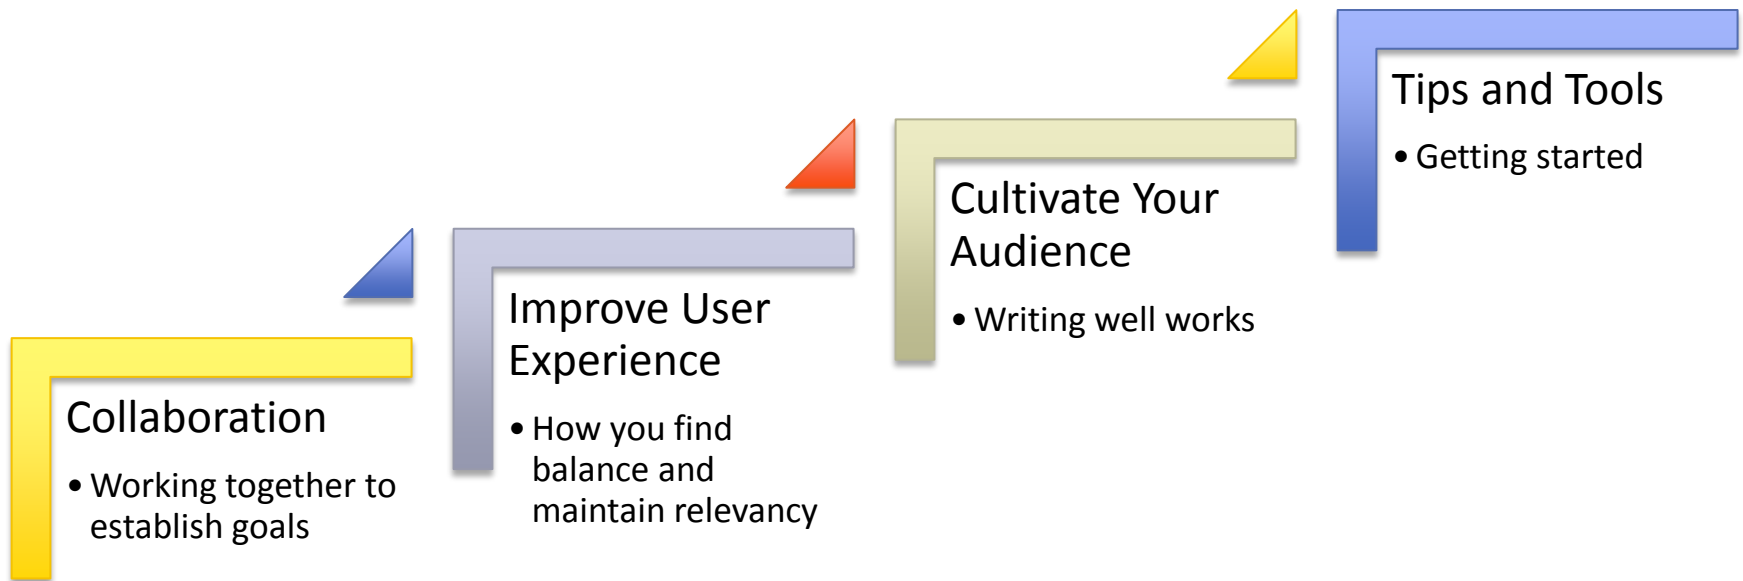 Collaboration
• Working together to
establish goals
Improve User
Experience
• How you find
balance and
maintain relevancy
Cultivate Your
Audience
• Writing well works
Tips and Tools
• Getting started